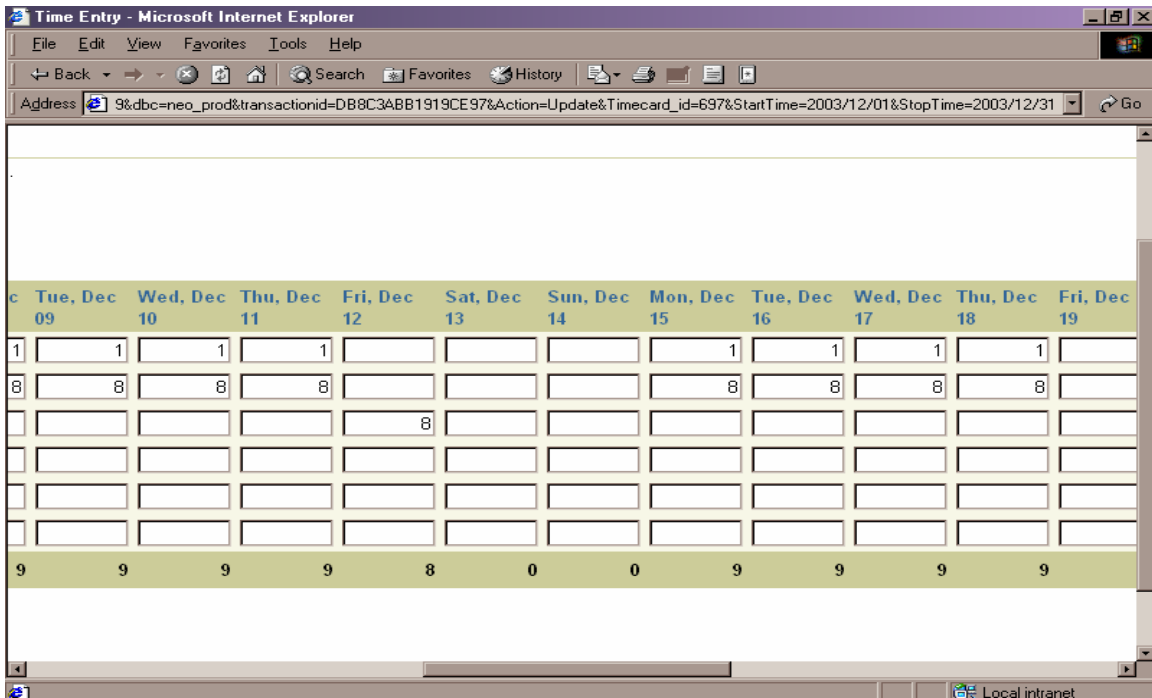 Time Entry - Microsoft Internet Explorer
File Edit View Favorites Tools Help
Back Search Favorites History
Address 9&dbc=neo_prod&transactionid=DB8C3ABB1919CE97&Action=Update&Timecard_id=697&StartTime=2003/12/01&StopTime=2003/12/31 Go
.
c Tue, Dec Wed, Dec Thu, Dec Fri, Dec Sat, Dec Sun, Dec Mon, Dec Tue, Dec Wed, Dec Thu, Dec Fri, Dec
09 10 11 12 13 14 15 16 17 18 19
1 1 1 1 1 1 1 1
8 8 8 8 8 8 8 8
8
9 9 9 9 8 0 0 9 9 9 9
Local intranet